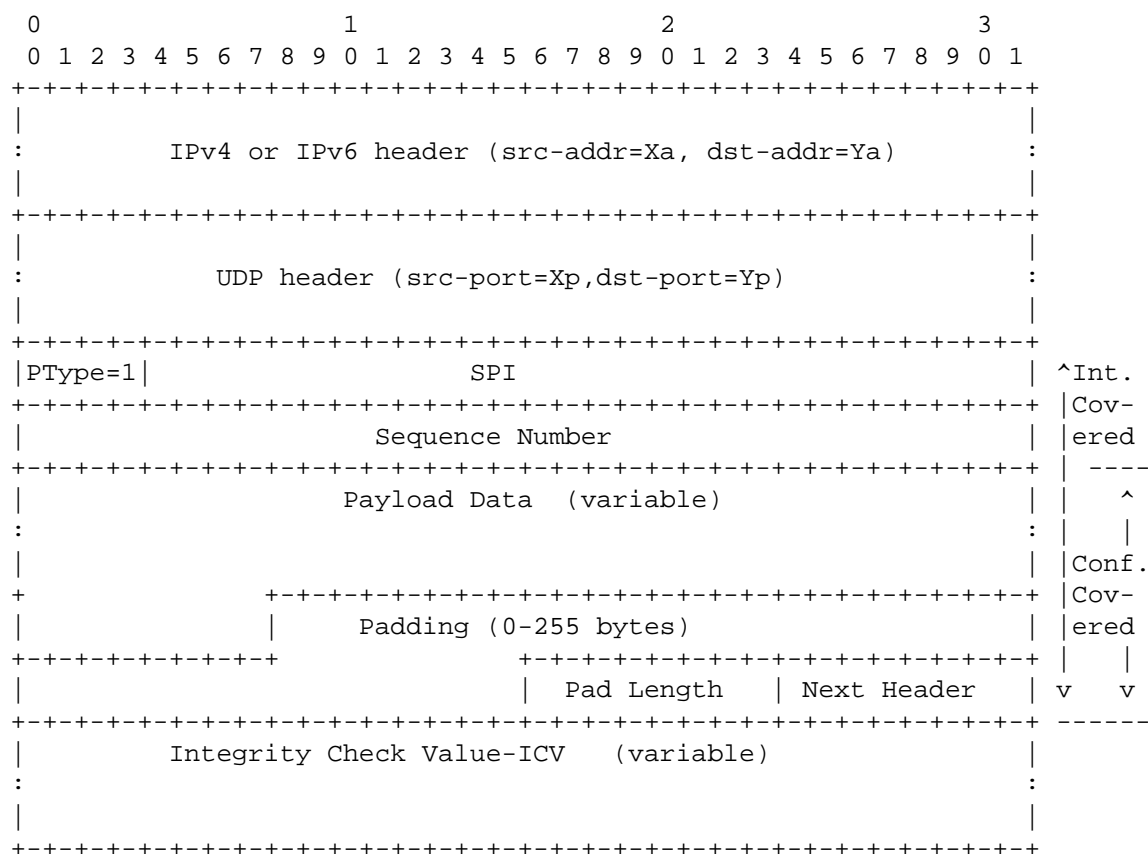 0                   1                   2                   3
 0 1 2 3 4 5 6 7 8 9 0 1 2 3 4 5 6 7 8 9 0 1 2 3 4 5 6 7 8 9 0 1
+-+-+-+-+-+-+-+-+-+-+-+-+-+-+-+-+-+-+-+-+-+-+-+-+-+-+-+-+-+-+-+-+
|                                                               |
:         IPv4 or IPv6 header (src-addr=Xa, dst-addr=Ya)        :
|                                                               |
+-+-+-+-+-+-+-+-+-+-+-+-+-+-+-+-+-+-+-+-+-+-+-+-+-+-+-+-+-+-+-+-+
|                                                               |
:            UDP header (src-port=Xp,dst-port=Yp)               :
|                                                               |
+-+-+-+-+-+-+-+-+-+-+-+-+-+-+-+-+-+-+-+-+-+-+-+-+-+-+-+-+-+-+-+-+
|PType=1|                    SPI                                | ^Int.
+-+-+-+-+-+-+-+-+-+-+-+-+-+-+-+-+-+-+-+-+-+-+-+-+-+-+-+-+-+-+-+-+ |Cov-
|                      Sequence Number                          | |ered
+-+-+-+-+-+-+-+-+-+-+-+-+-+-+-+-+-+-+-+-+-+-+-+-+-+-+-+-+-+-+-+-+ | ----
|                    Payload Data  (variable)                   | |   ^
:                                                               : |   |
|                                                               | |Conf.
+               +-+-+-+-+-+-+-+-+-+-+-+-+-+-+-+-+-+-+-+-+-+-+-+-+ |Cov-
|               |     Padding (0-255 bytes)                     | |ered
+-+-+-+-+-+-+-+-+               +-+-+-+-+-+-+-+-+-+-+-+-+-+-+-+-+ |   |
|                               |  Pad Length   | Next Header   | v   v
+-+-+-+-+-+-+-+-+-+-+-+-+-+-+-+-+-+-+-+-+-+-+-+-+-+-+-+-+-+-+-+-+ ------
|         Integrity Check Value-ICV   (variable)                |
:                                                               :
|                                                               |
+-+-+-+-+-+-+-+-+-+-+-+-+-+-+-+-+-+-+-+-+-+-+-+-+-+-+-+-+-+-+-+-+